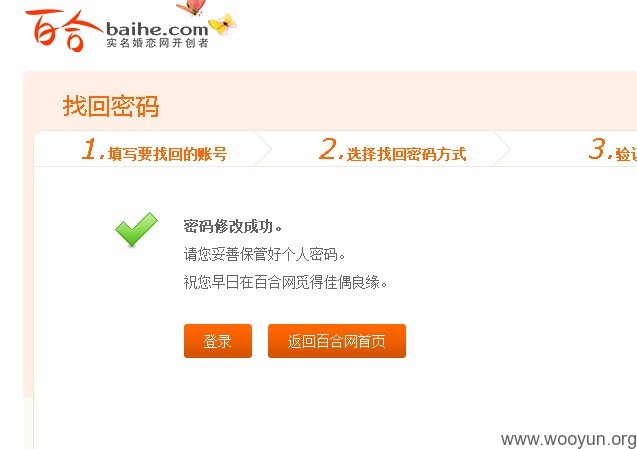 百合 baihe.com
实名婚恋网开创者
找回密码
1.填写要找回的账号 2.选择找回密码方式 3.验
密码修改成功。
请您妥善保管好个人密码。
祝您早日在百合网觅得佳偶良缘。
登录 返回百合网首页
www.wooyun.org